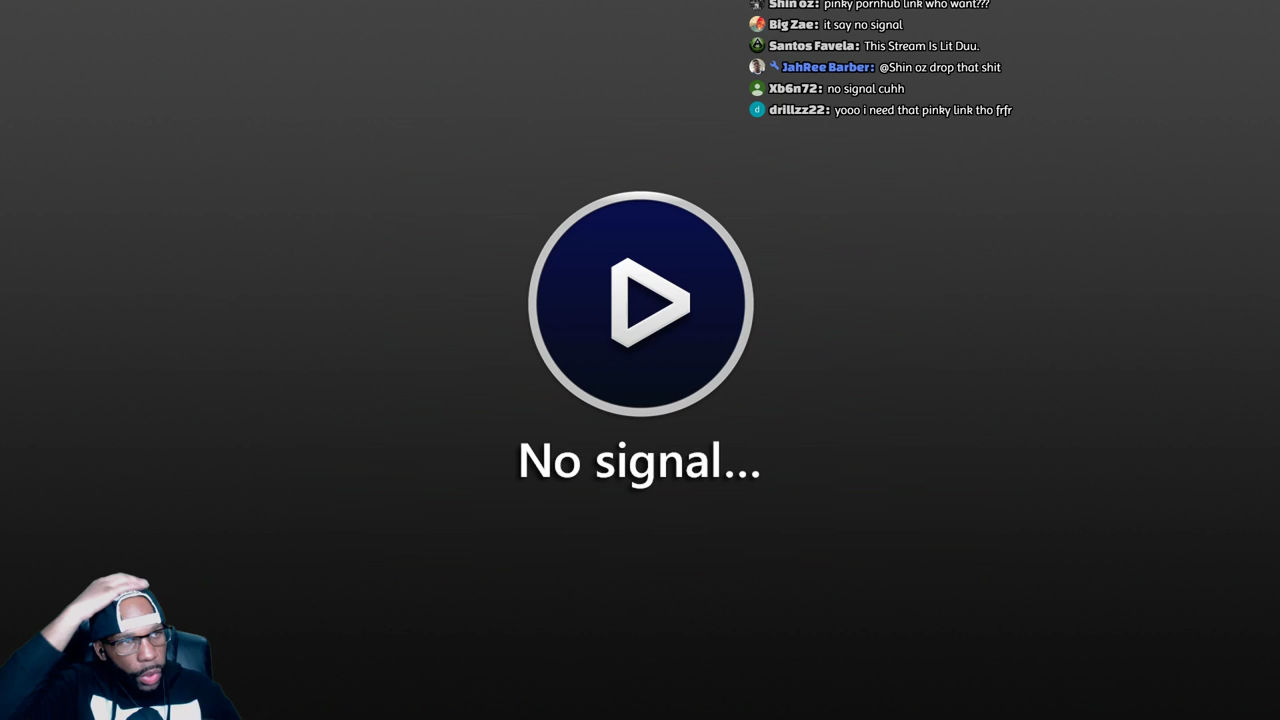 Shin oz: pinky pornhub link who want???
Big Zae: it say no signal
Santos Favela: This Stream Is Lit Duu.
JahRee Barber: @Shin oz drop that shit
Xb6n72: no signal cuhh
d drillzz22: yooo i need that pinky link tho frfr
No signal...